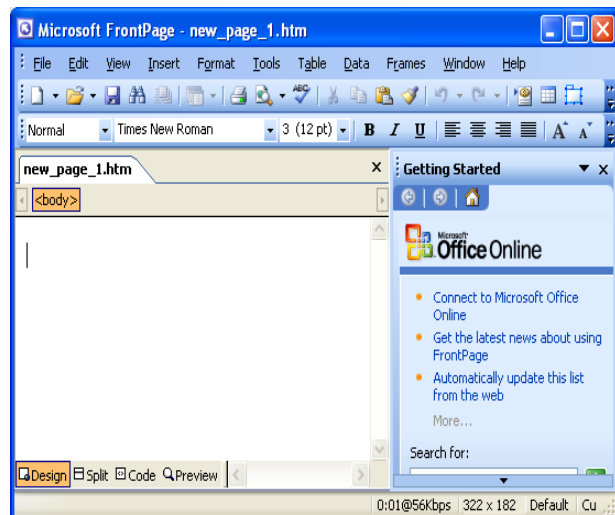 Microsoft FrontPage - new_page_1.htm
File Edit View Insert Format Tools Table Data Frames Window Help
ABC
Normal Times New Roman 3 (12 pt) B I U A A
new_page_1.htm
Getting Started
<body>
Microsoft
Office Online
Connect to Microsoft Office
Online
Get the latest news about using
FrontPage
Automatically update this list
from the web
More...
Search for:
Design Split Code Preview
0:01@56Kbps 322 x 182 Default Cu